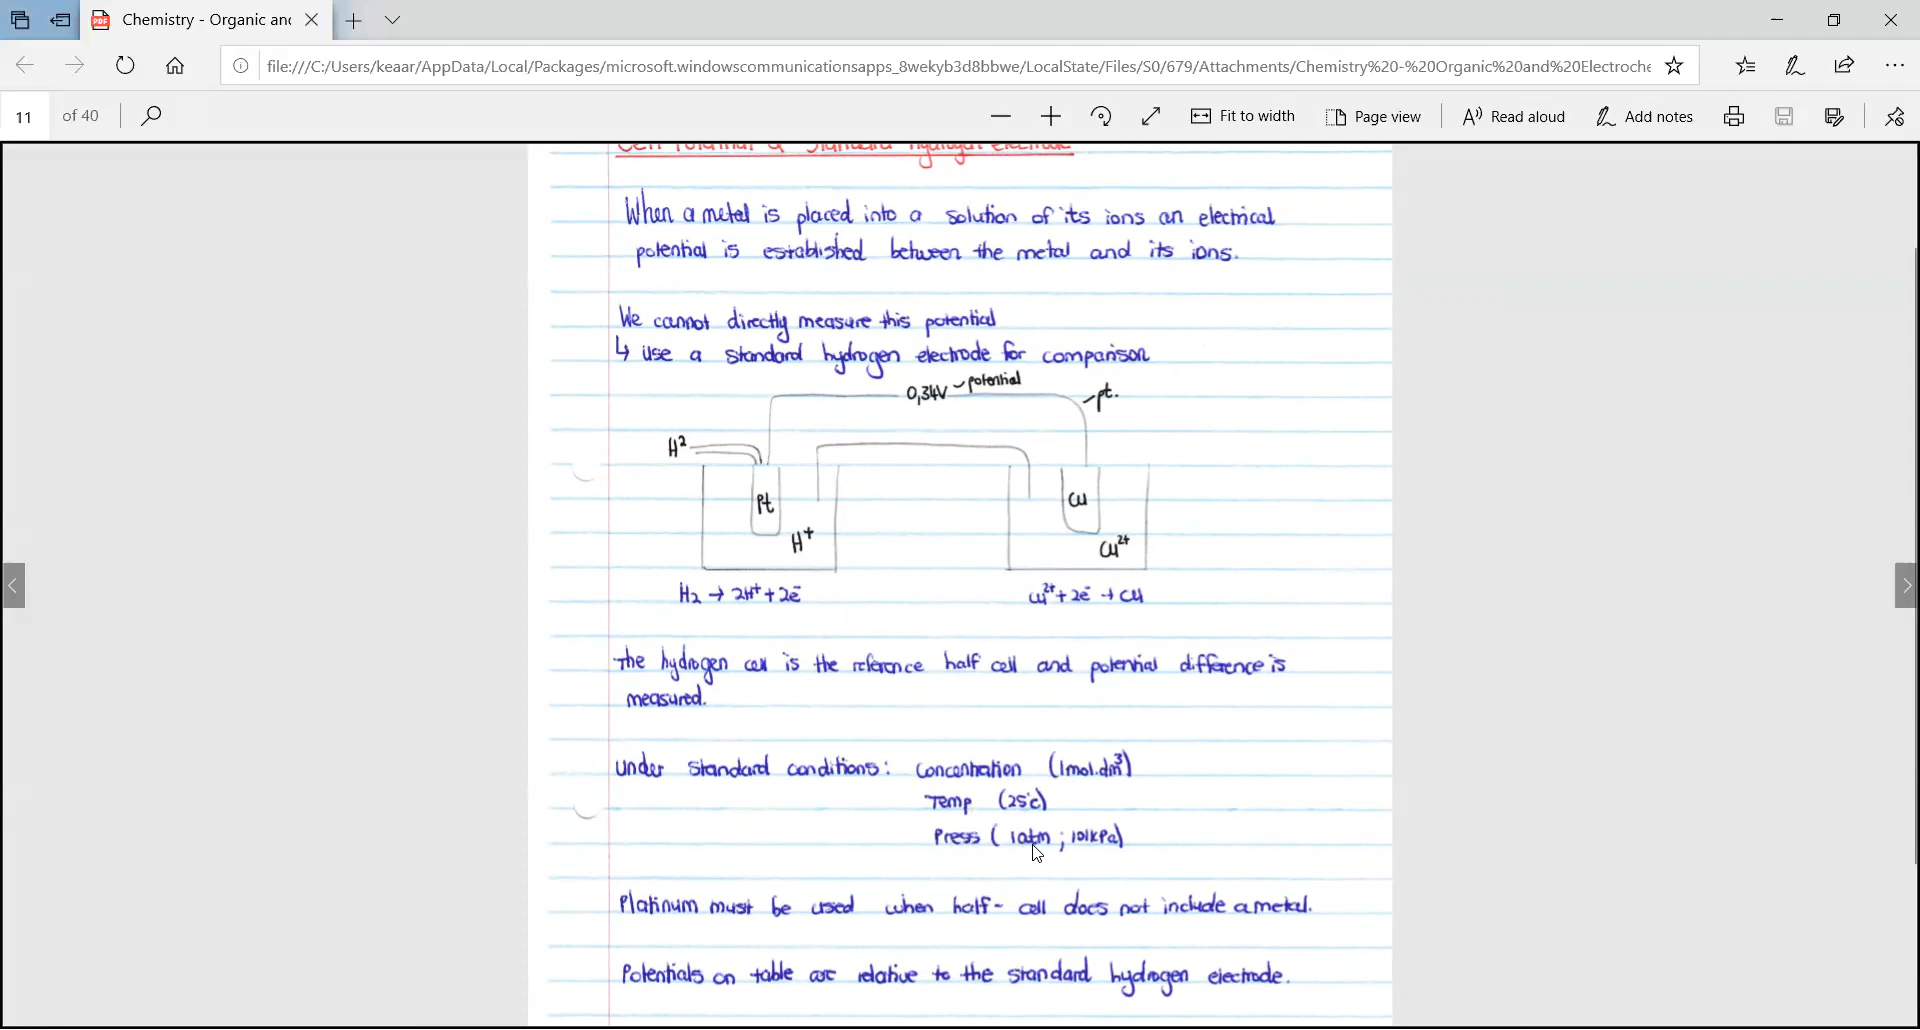 Chemistry - Organic and
file:///C:/Users/keaar/AppData/Local/Packages/microsoft.windowscommunicationsapps_8wekyb3d8bbwe/LocalState/Files/S0/679/Attachments/Chemistry%20-%20Organic%20and%20Electroche
11 of 40
Fit to width
Page view
Read aloud
Add notes
Cell Potential & Standard hydrogen electrode
When a metal is placed into a solution of its ions an electrical
potential is established between the metal and its ions.
We cannot directly measure this potential
↳ Use a standard hydrogen electrode for comparison
0,34V - potential
pt.
H²
Pt
Cu
H⁺
Cu²⁺
H₂ → 2H⁺ + 2e⁻
Cu²⁺ + 2e⁻ → Cu
The hydrogen cell is the reference half cell and potential difference is
measured.
Under standard conditions: Concentration (1mol.dm³)
Temp (25°c)
Press (1atm ; 101kPa)
Platinum must be used when half-cell does not include a metal.
Potentials on table are relative to the standard hydrogen electrode.